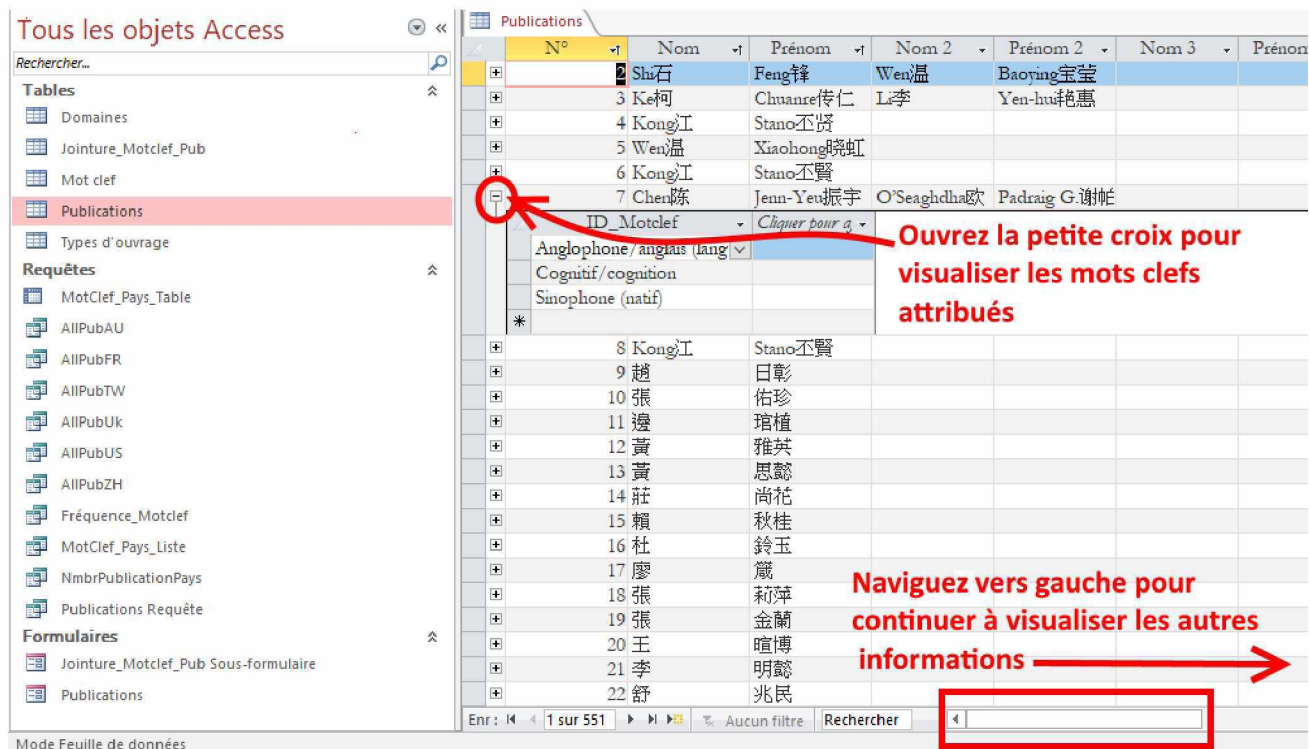 Tous les objets Access
Rechercher...
Tables
Domaines
Jointure_Motclef_Pub
Mot clef
Publications
Types d'ouvrage
Requêtes
MotClef_Pays_Table
AllPubAU
AllPubFR
AllPubTW
AllPubUk
AllPubUS
AllPubZH
Fréquence_Motclef
MotClef_Pays_Liste
NmbrPublicationPays
Publications Requête
Formulaires
Jointure_Motclef_Pub Sous-formulaire
Publications
Publications
N° Nom Prénom Nom 2 Prénom 2 Nom 3 Prénom
2 Shi石 Feng锋 Wen温 Baoying宝莹
3 Ke柯 Chuanre传仁 Li李 Yen-hui艳惠
4 Kong江 Stano丕贤
5 Wen温 Xiaohong晓虹
6 Kong江 Stano丕賢
7 Chen陈 Jenn-Yeu振宇 O'Seaghdha欧 Padraig G.谢帕
ID_Motclef Cliquer pour a
Anglophone/anglais (lang
Cognitif/cognition
Sinophone (natif)
*
Ouvrez la petite croix pour
visualiser les mots clefs
attribués
8 Kong江 Stano丕賢
9 趙 日彰
10 張 佑珍
11 邊 琯植
12 黃 雅英
13 黃 思懿
14 莊 尚花
15 賴 秋桂
16 杜 鈴玉
17 廖 箴
18 張 莉萍
19 張 金蘭
20 王 暄博
21 李 明懿
22 舒 兆民
Naviguez vers gauche pour
continuer à visualiser les autres
informations
Enr : 1 sur 551 Aucun filtre Rechercher
Mode Feuille de données